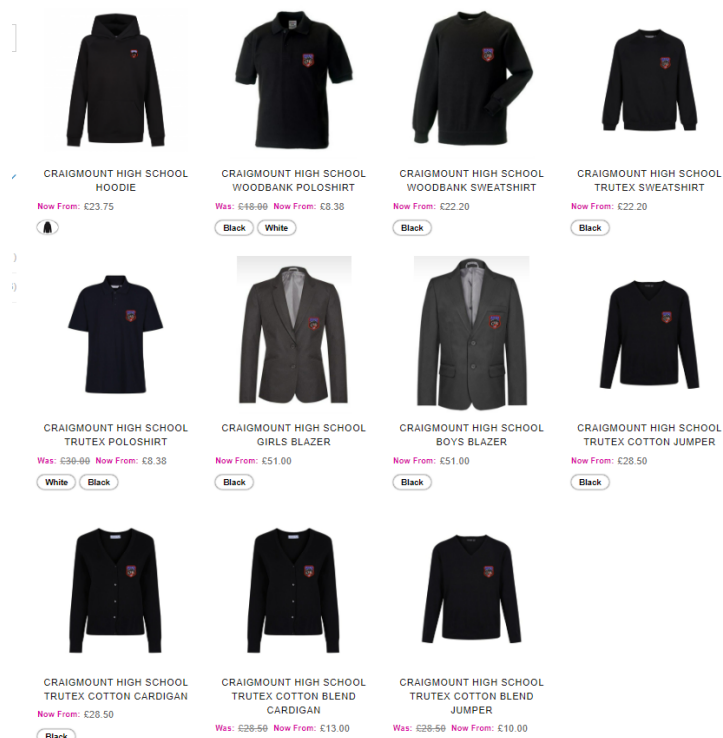 CRAIGMOUNT HIGH SCHOOL
HOODIE
Now From: £23.75
CRAIGMOUNT HIGH SCHOOL
WOODBANK POLOSHIRT
Was: £18.00 Now From: £8.38
Black White
CRAIGMOUNT HIGH SCHOOL
WOODBANK SWEATSHIRT
Now From: £22.20
Black
CRAIGMOUNT HIGH SCHOOL
TRUTEX SWEATSHIRT
Now From: £22.20
Black
CRAIGMOUNT HIGH SCHOOL
TRUTEX POLOSHIRT
Was: £30.00 Now From: £8.38
White Black
CRAIGMOUNT HIGH SCHOOL
GIRLS BLAZER
Now From: £51.00
Black
CRAIGMOUNT HIGH SCHOOL
BOYS BLAZER
Now From: £51.00
Black
CRAIGMOUNT HIGH SCHOOL
TRUTEX COTTON JUMPER
Now From: £28.50
Black
CRAIGMOUNT HIGH SCHOOL
TRUTEX COTTON CARDIGAN
Now From: £28.50
Black
CRAIGMOUNT HIGH SCHOOL
TRUTEX COTTON BLEND
CARDIGAN
Was: £28.50 Now From: £13.00
CRAIGMOUNT HIGH SCHOOL
TRUTEX COTTON BLEND
JUMPER
Was: £28.50 Now From: £10.00